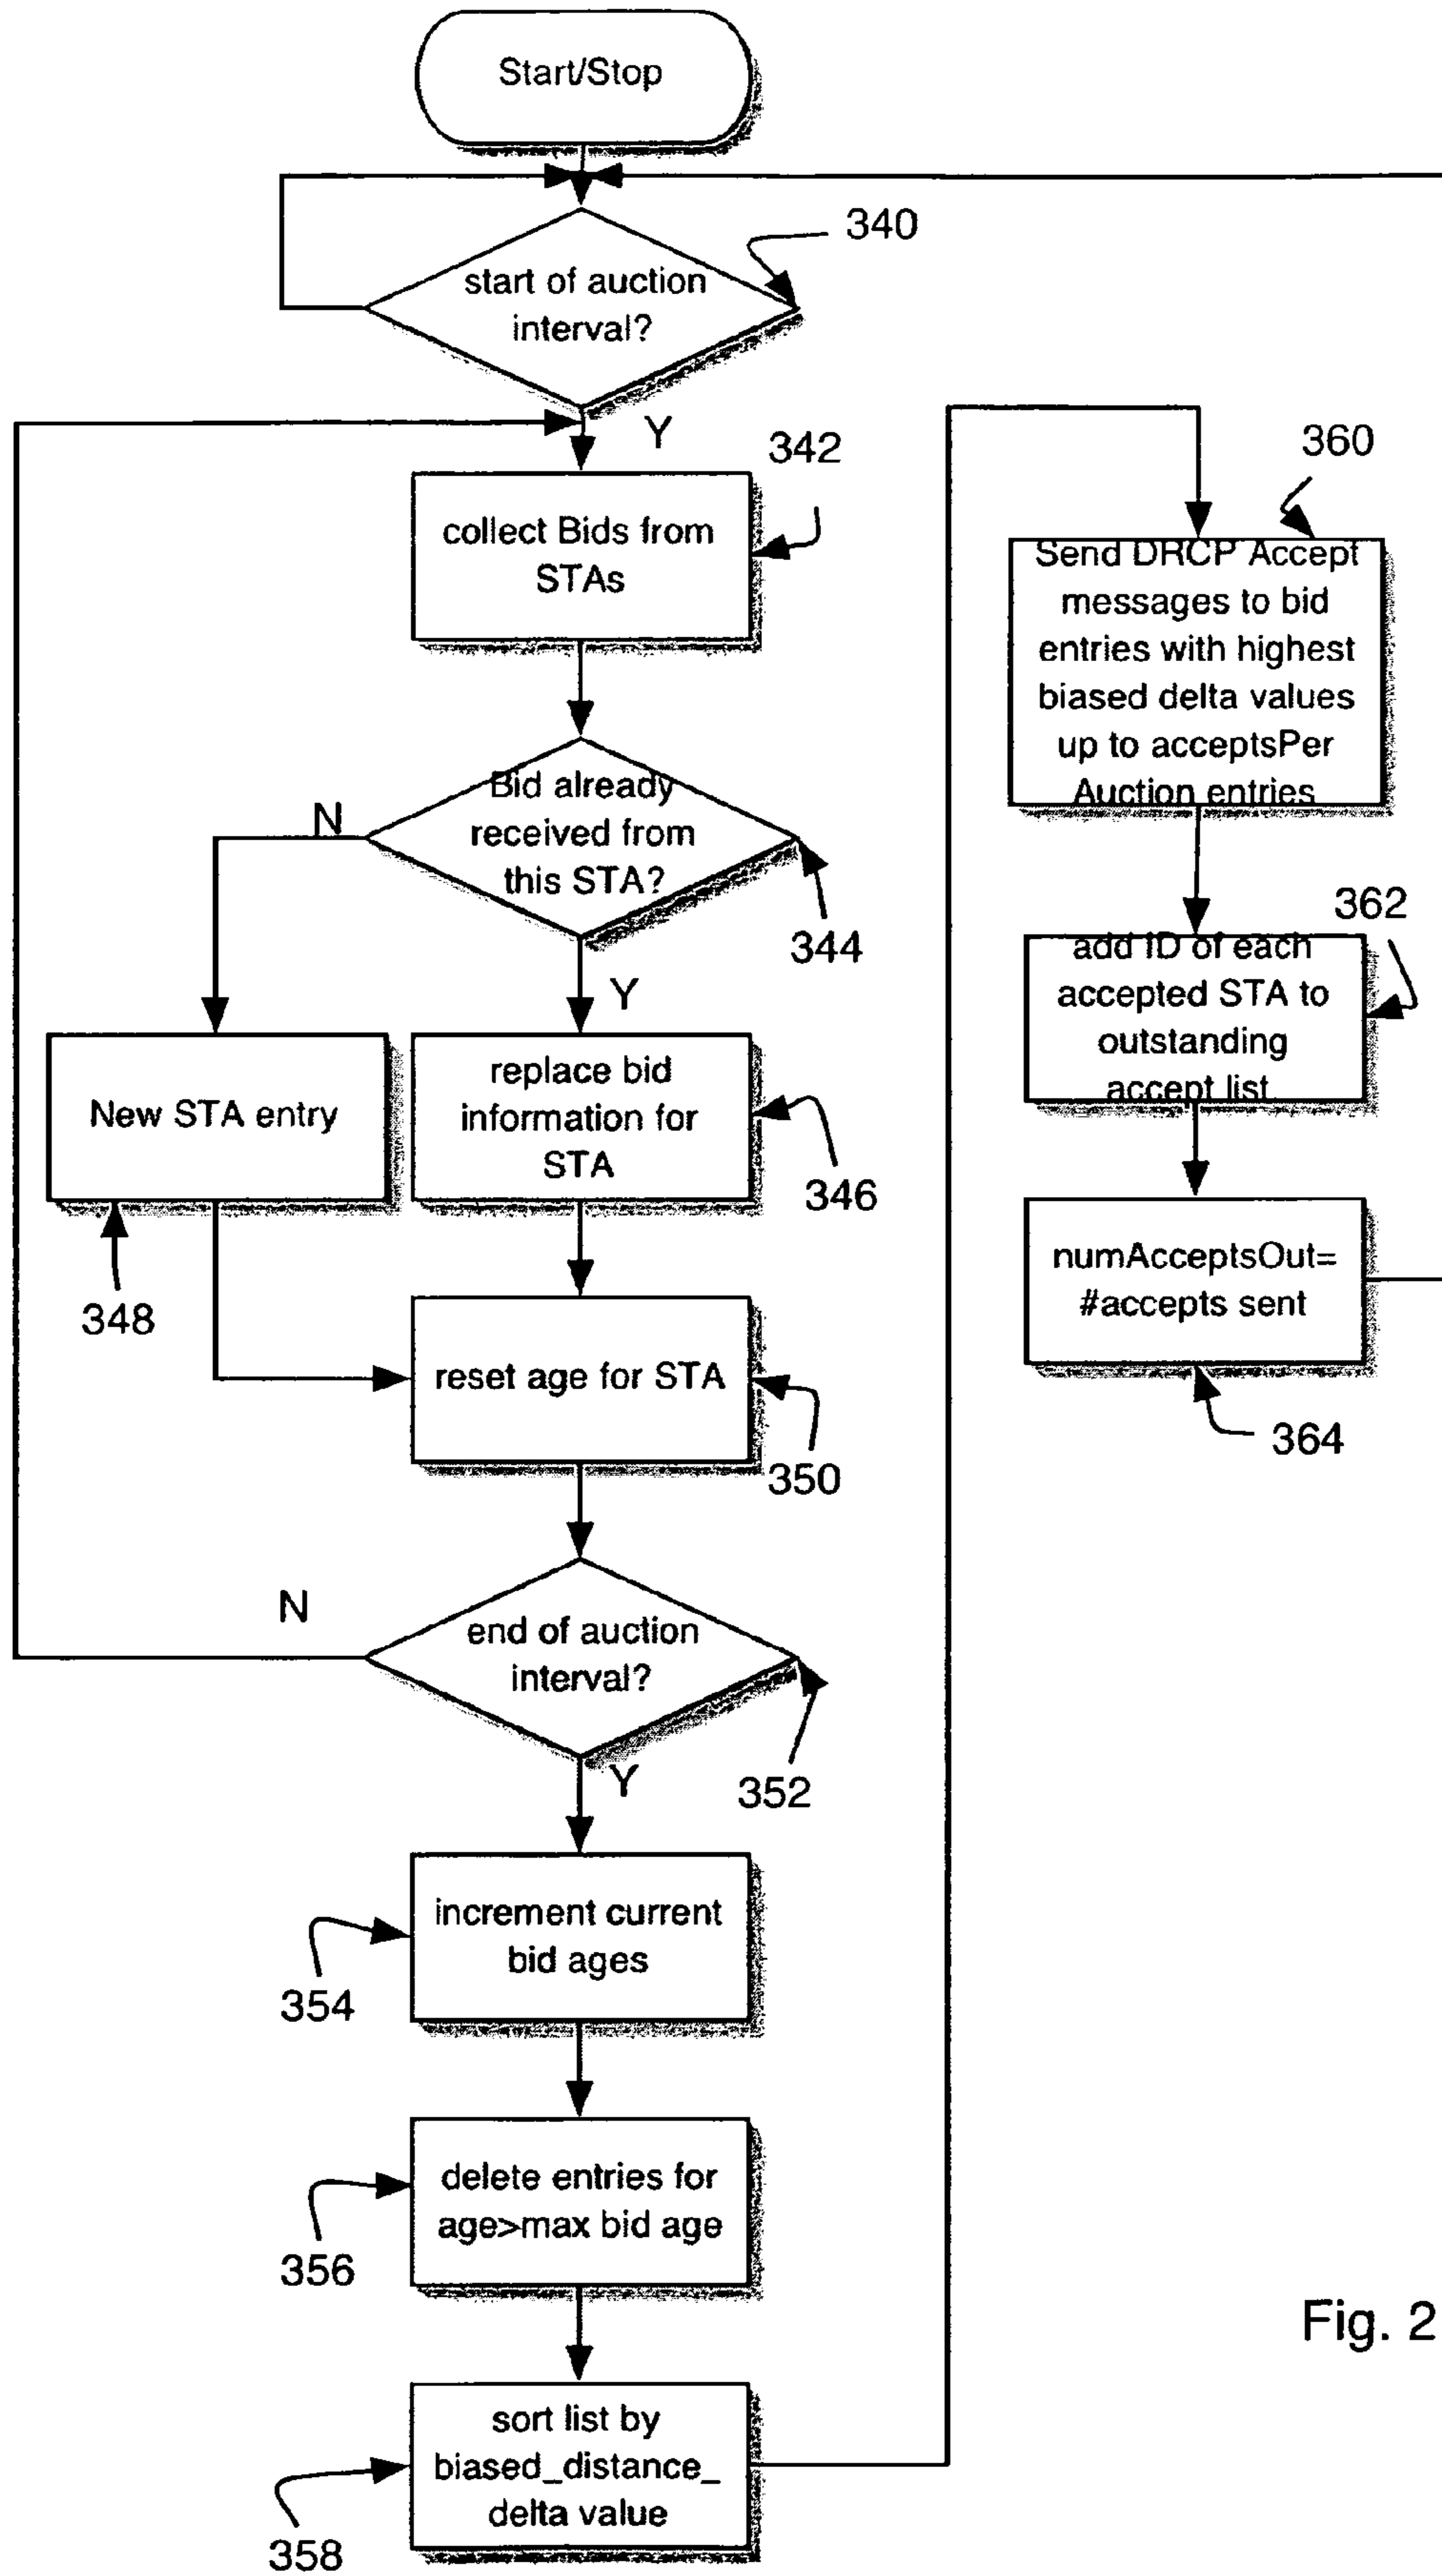 Start/Stop
340
start of auction
interval?
Y
342
collect Bids from
STAs
Bid already
received from
this STA?
N
344
Y
New STA entry
replace bid
information for
STA
346
348
reset age for STA
350
N
end of auction
interval?
Y
352
increment current
bid ages
354
delete entries for
age>max bid age
356
sort list by
biased_distance_
delta value
358
360
Send DRCP Accept
messages to bid
entries with highest
biased delta values
up to acceptsPer
Auction entries
362
add ID of each
accepted STA to
outstanding
accept list
numAcceptsOut=
#accepts sent
364
Fig. 2